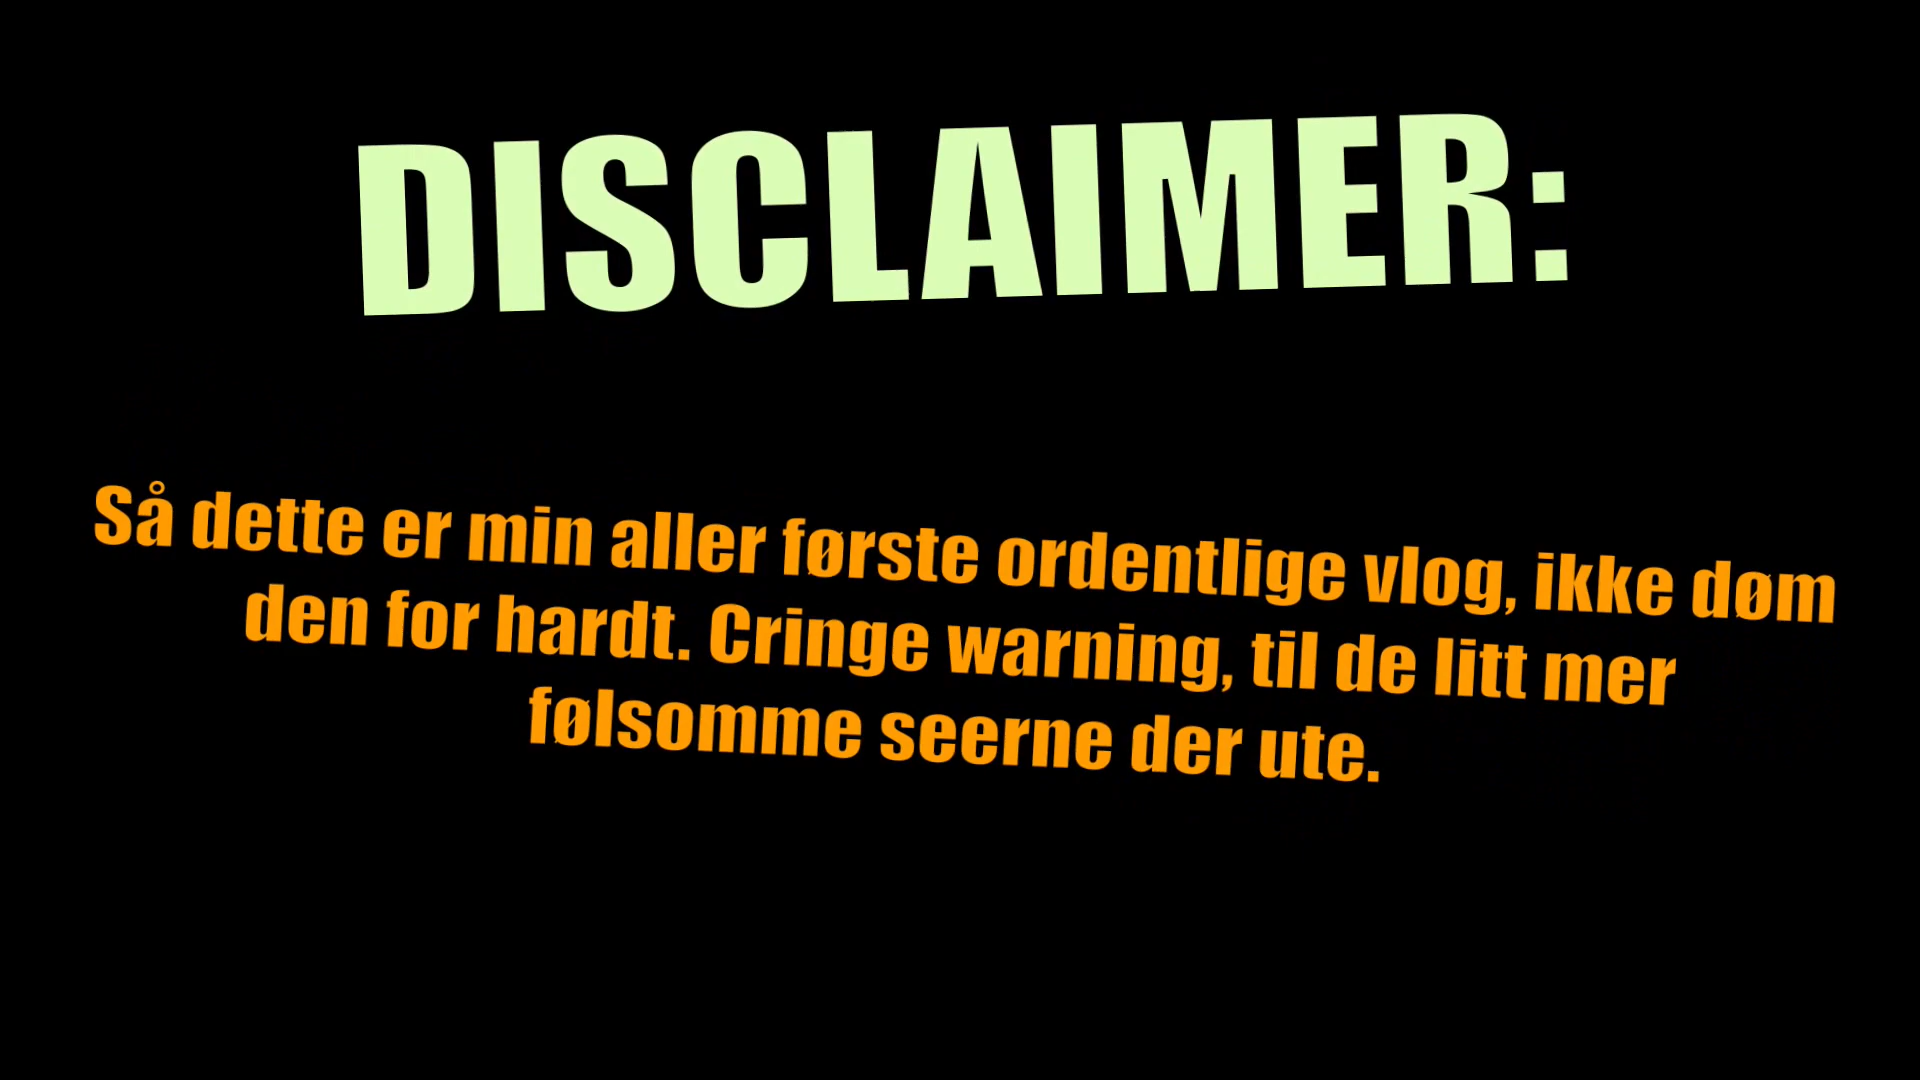 DISCLAIMER:
Så dette er min aller første ordentlige vlog, ikke døm
den for hardt. Cringe warning, til de litt mer
følsomme seerne der ute.